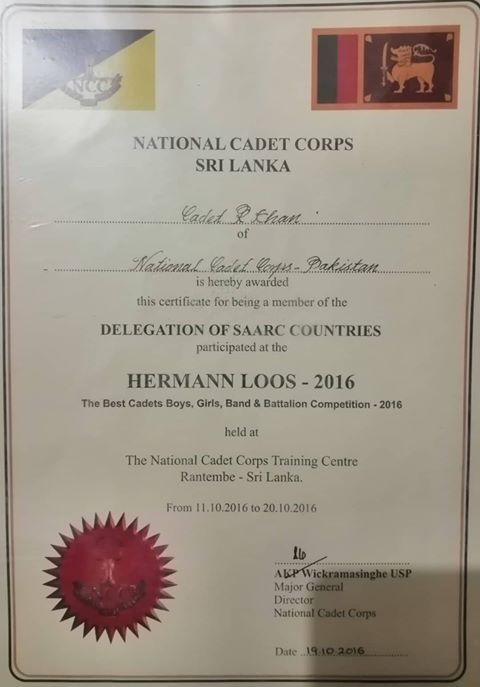 NCC
NATIONAL CADET CORPS
SRI LANKA
Cadet R Khan
of
National Cadet Corps - Pakistan
is hereby awarded
this certificate for being a member of the
DELEGATION OF SAARC COUNTRIES
participated at the
HERMANN LOOS - 2016
The Best Cadets Boys, Girls, Band & Battalion Competition - 2016
held at
The National Cadet Corps Training Centre
Rantembe - Sri Lanka.
From 11.10.2016 to 20.10.2016
NCC
AKP Wickramasinghe USP
Major General
Director
National Cadet Corps
Date 19.10.2016